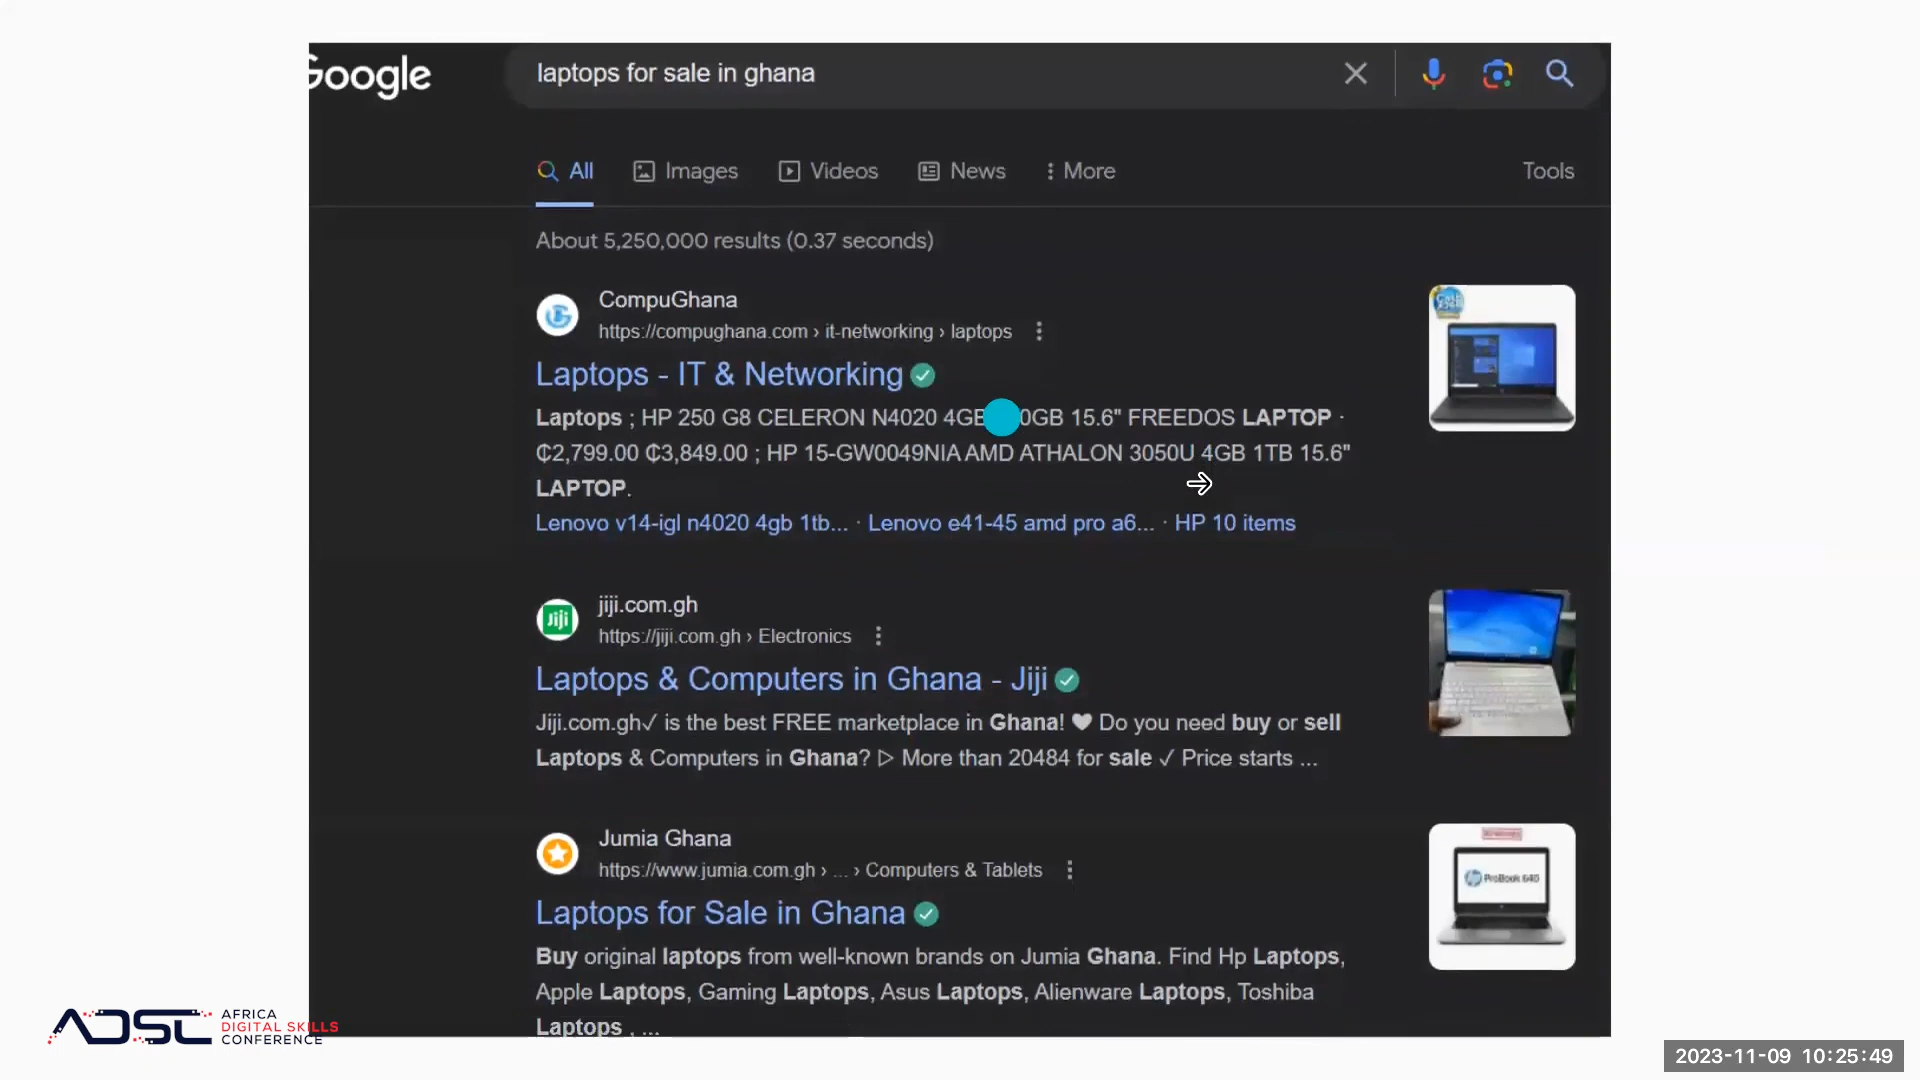 Google
laptops for sale in ghana
All Images Videos News More Tools
About 5,250,000 results (0.37 seconds)
CompuGhana
https://compughana.com › it-networking › laptops
Laptops - IT & Networking
Laptops ; HP 250 G8 CELERON N4020 4GB 0GB 15.6" FREEDOS LAPTOP ·
₵2,799.00 ₵3,849.00 ; HP 15-GW0049NIA AMD ATHALON 3050U 4GB 1TB 15.6"
LAPTOP.
Lenovo v14-igl n4020 4gb 1tb... · Lenovo e41-45 amd pro a6... · HP 10 items
Jiji
jiji.com.gh
https://jiji.com.gh › Electronics
Laptops & Computers in Ghana - Jiji
Jiji.com.gh✓ is the best FREE marketplace in Ghana! ♥ Do you need buy or sell
Laptops & Computers in Ghana? ▷ More than 20484 for sale ✓ Price starts ...
Jumia Ghana
https://www.jumia.com.gh › ... › Computers & Tablets
Laptops for Sale in Ghana
ProBook 640
Buy original laptops from well-known brands on Jumia Ghana. Find Hp Laptops,
Apple Laptops, Gaming Laptops, Asus Laptops, Alienware Laptops, Toshiba
Laptops , ...
ADSC AFRICA
DIGITAL SKILLS
CONFERENCE
2023-11-09 10:25:49